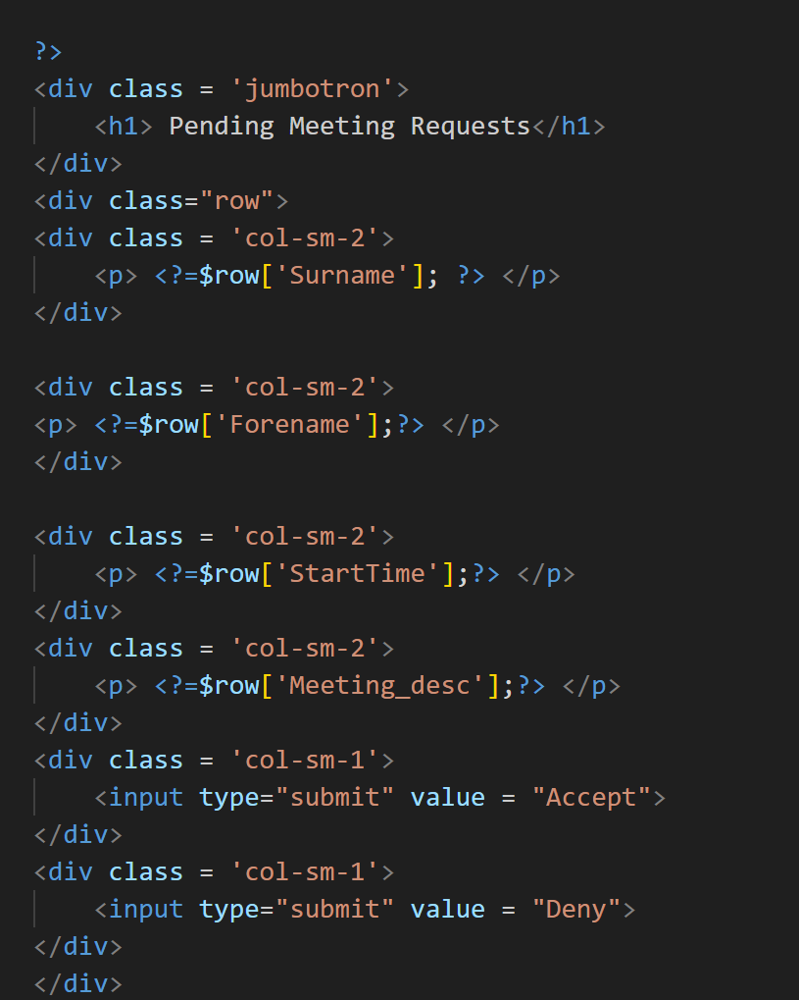 ?>
<div class = 'jumbotron'>
    <h1> Pending Meeting Requests</h1>
</div>
<div class="row">
<div class = 'col-sm-2'>
    <p> <?=$row['Surname']; ?> </p>
</div>

<div class = 'col-sm-2'>
<p> <?=$row['Forename'];?> </p>
</div>

<div class = 'col-sm-2'>
    <p> <?=$row['StartTime'];?> </p>
</div>
<div class = 'col-sm-2'>
    <p> <?=$row['Meeting_desc'];?> </p>
</div>
<div class = 'col-sm-1'>
    <input type="submit" value = "Accept">
</div>
<div class = 'col-sm-1'>
    <input type="submit" value = "Deny">
</div>
</div>